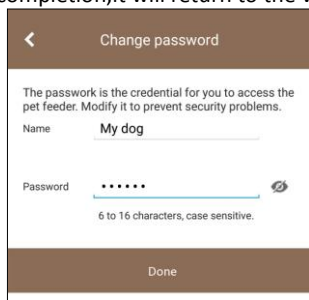 completion,it will return to the
Change password
The passwork is the credential for you to access the
pet feeder. Modify it to prevent security problems.
Name My dog
Password ••••••
6 to 16 characters, case sensitive.
Done